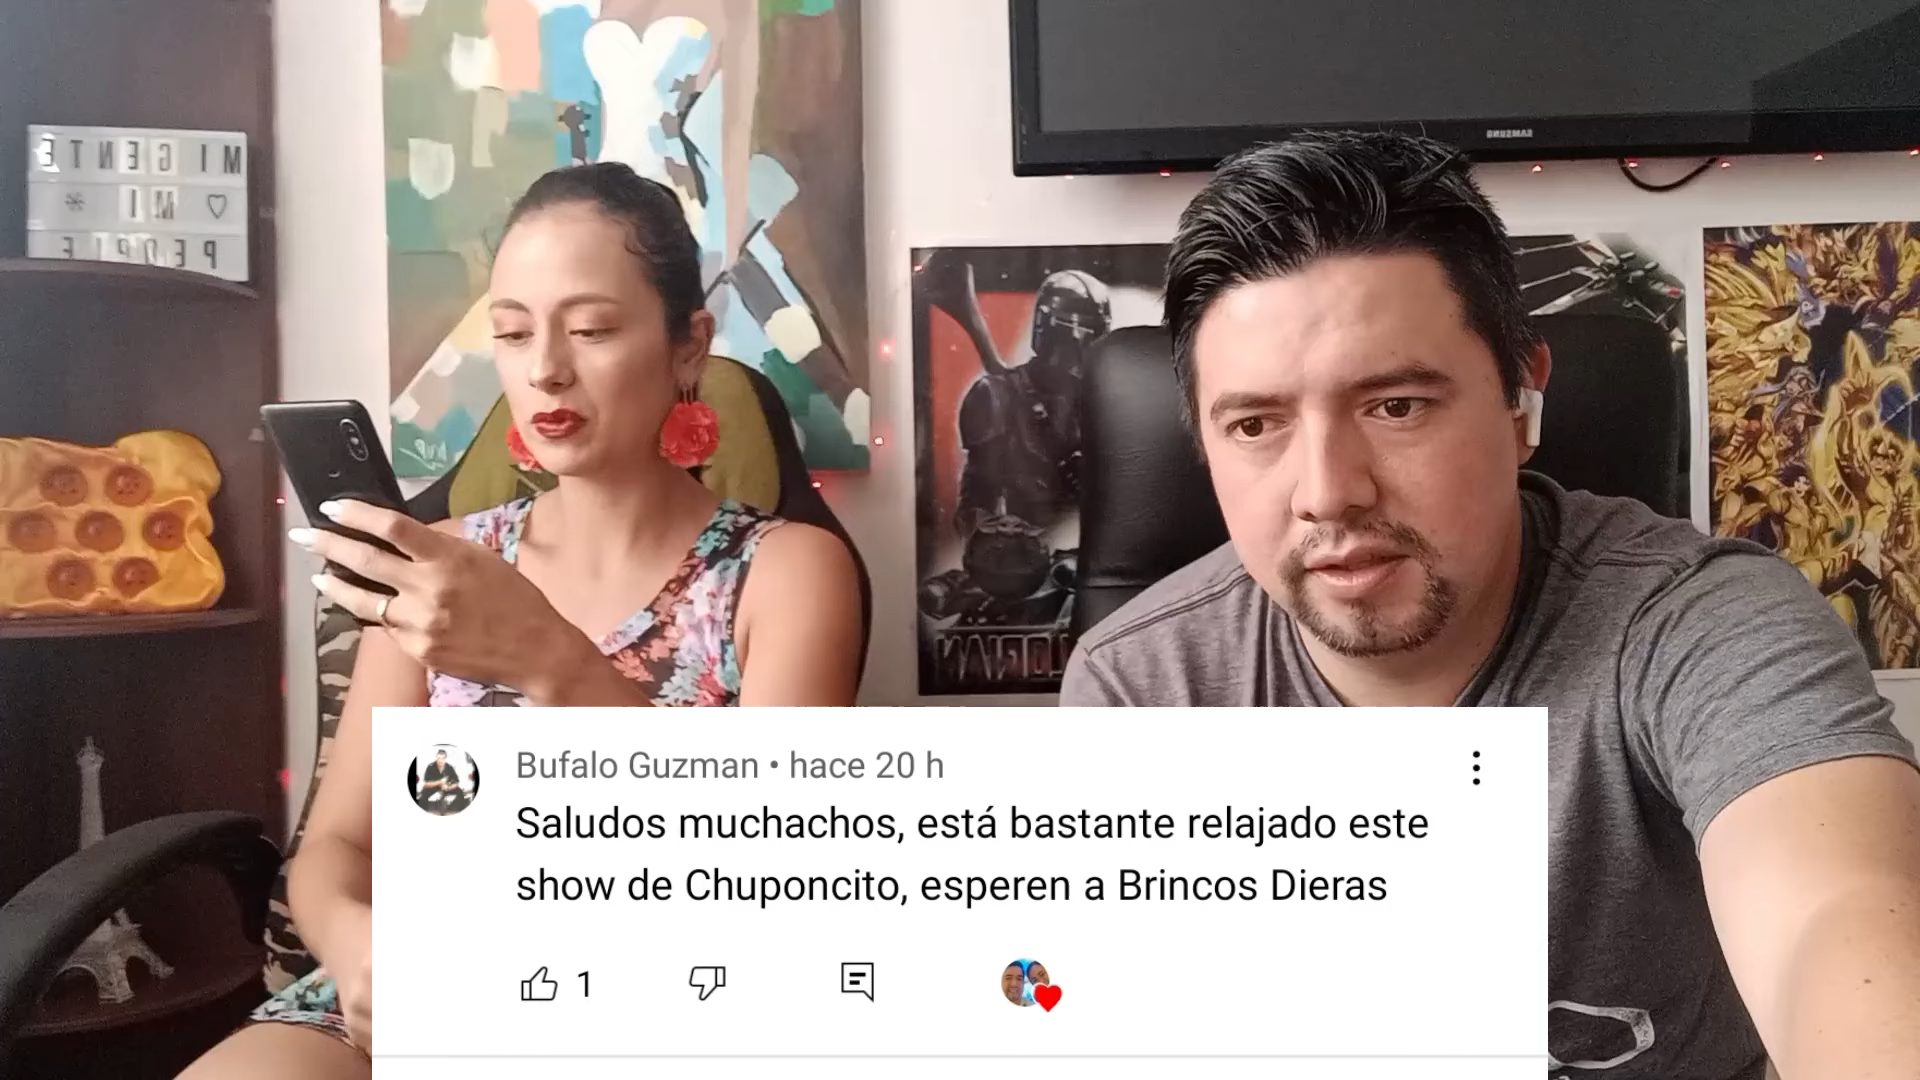 MI GENTE
* MI ♡
PEOPLE
SAMSUNG
Bufalo Guzman • hace 20 h
Saludos muchachos, está bastante relajado este
show de Chuponcito, esperen a Brincos Dieras
1